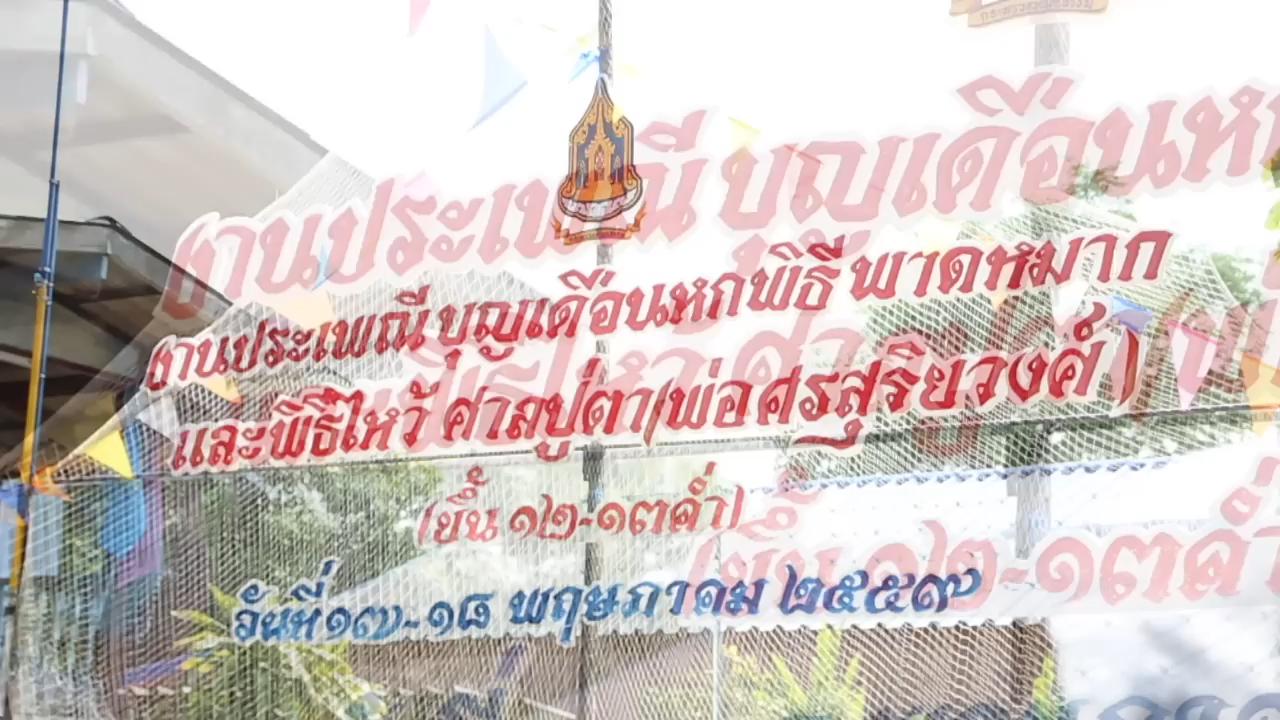 งานประเพณี บุญเดือนหกพิธี พาดหมาก
และพิธีไหว้ ศาลปู่ตา(พ่อศรสุริยวงศ์)
(ขึ้น ๑๒-๑๓ค่ำ)
วันที่๑๗-๑๘ พฤษภาคม ๒๕๕๙